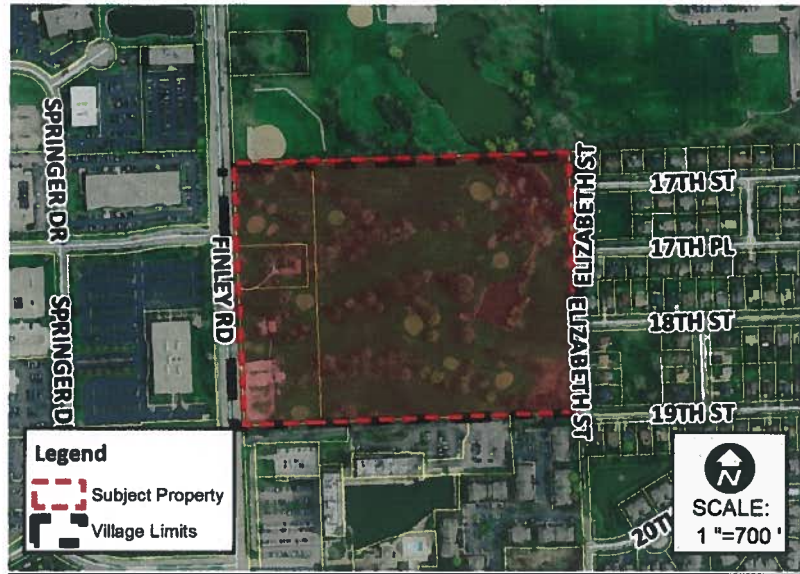 SPRINGER DR
SPRINGER D
FINLEY RD
ELIZABETH ST
ELIZABETH ST
17TH ST
17TH PL
18TH ST
19TH ST
20TH
Legend
Subject Property
Village Limits
N
SCALE:
1 "=700 '